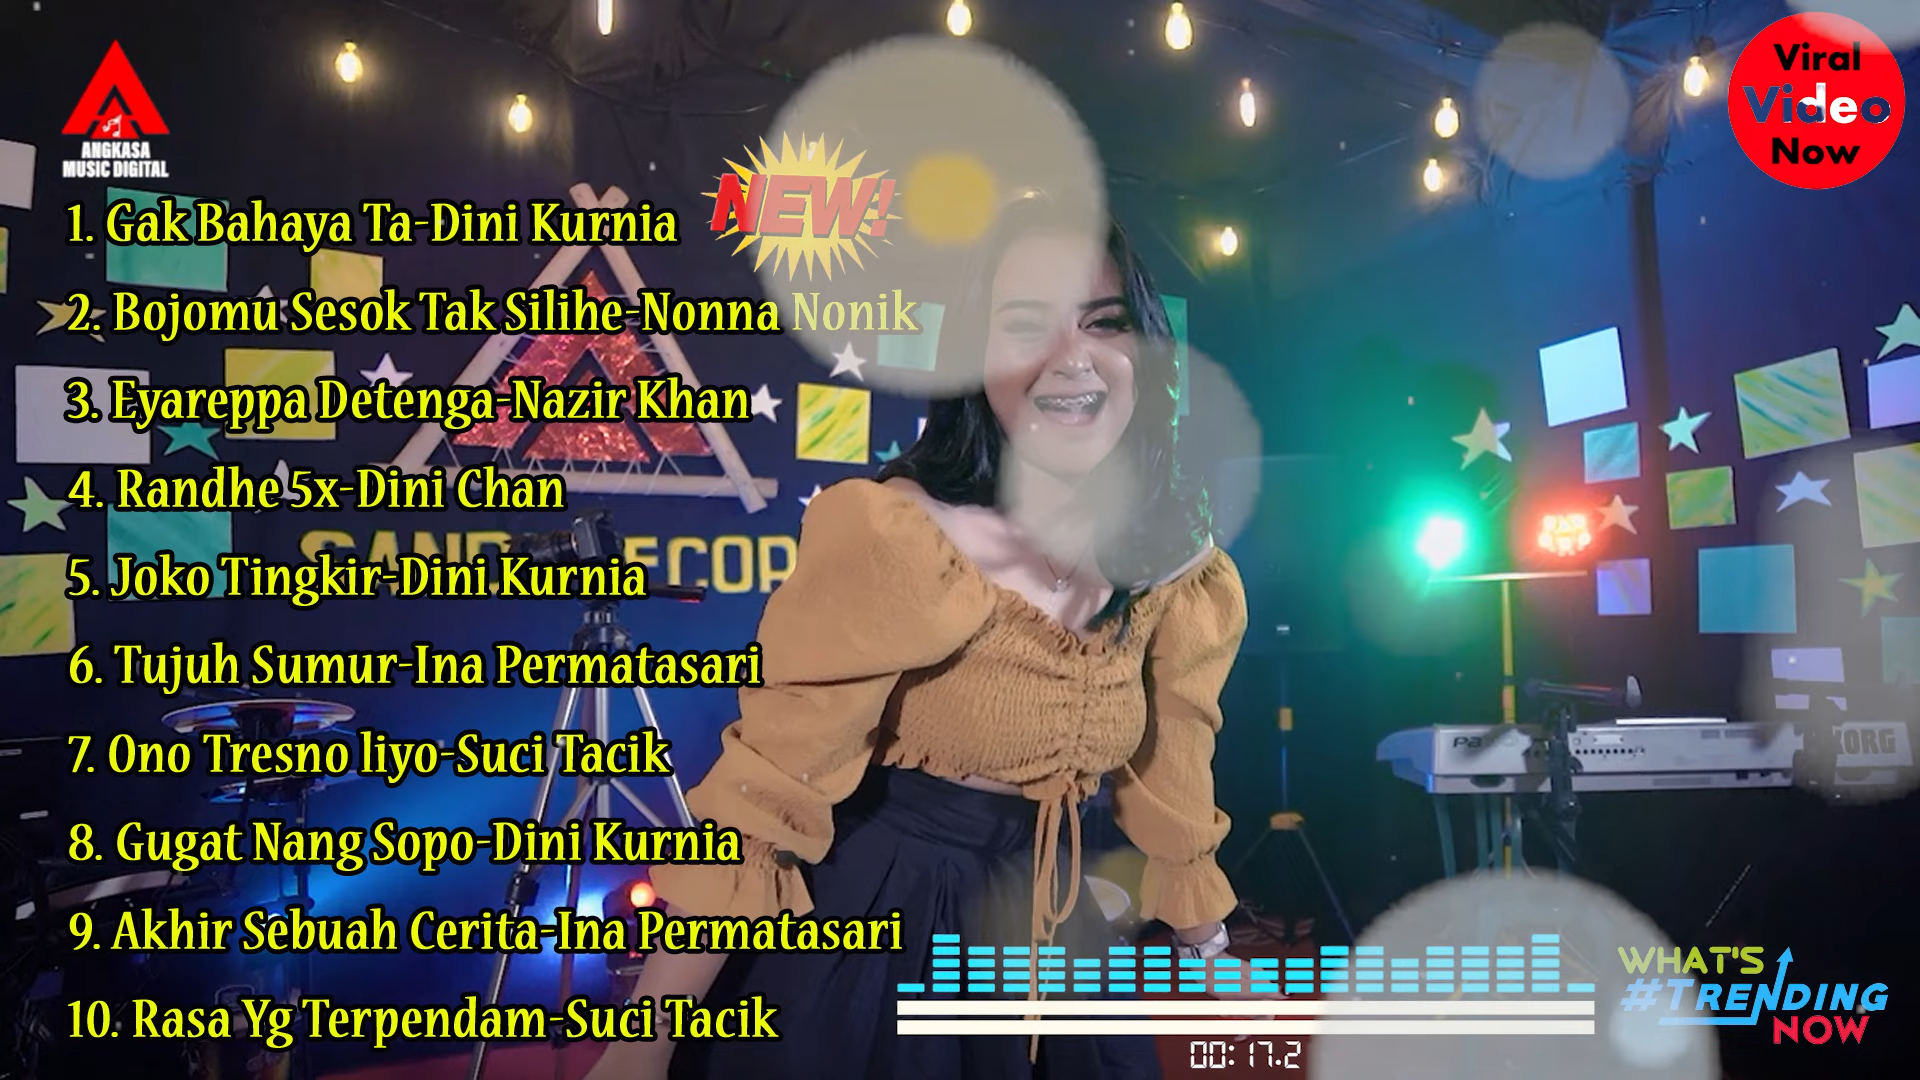 ANGKASA
MUSIC DIGITAL
Viral
Video
Now
NEW!
1. Gak Bahaya Ta-Dini Kurnia
2. Bojomu Sesok Tak Silihe-Nonna Nonik
3. Eyareppa Detenga-Nazir Khan
4. Randhe 5x-Dini Chan
5. Joko Tingkir-Dini Kurnia
6. Tujuh Sumur-Ina Permatasari
7. Ono Tresno liyo-Suci Tacik
8. Gugat Nang Sopo-Dini Kurnia
9. Akhir Sebuah Cerita-Ina Permatasari
10. Rasa Yg Terpendam-Suci Tacik
KORG
WHAT'S
#TRENDING
NOW
00:17.2